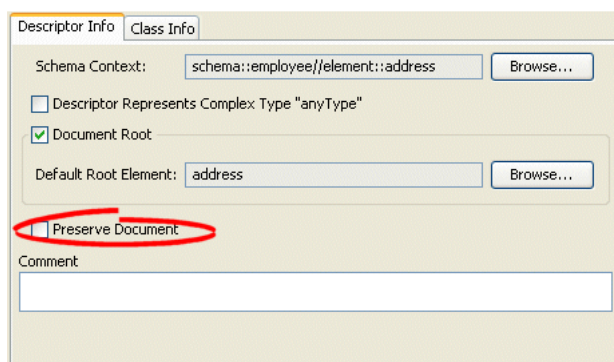 Descriptor Info Class Info
Schema Context: schema::employee//element::address Browse...
Descriptor Represents Complex Type "anyType"
Document Root
Default Root Element: address Browse...
Preserve Document
Comment